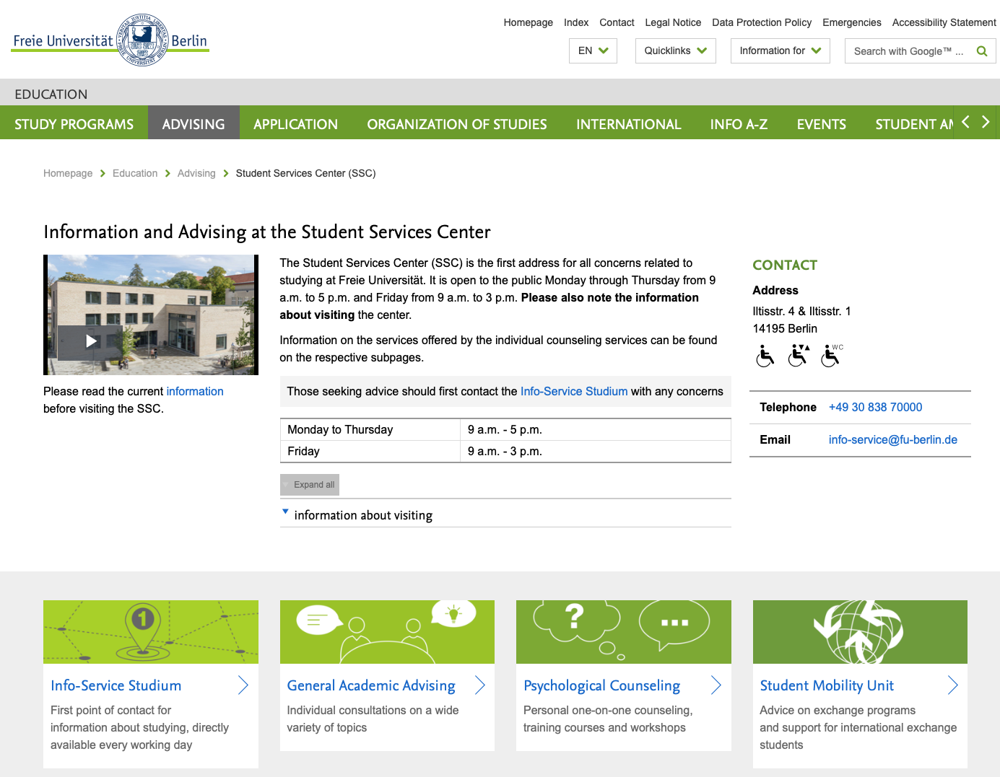 Homepage Index Contact Legal Notice Data Protection Policy Emergencies Accessibility Statement
Freie Universität Berlin
EN Quicklinks Information for Search with Google™ ...
EDUCATION
STUDY PROGRAMS ADVISING APPLICATION ORGANIZATION OF STUDIES INTERNATIONAL INFO A-Z EVENTS STUDENT AM
Homepage Education Advising Student Services Center (SSC)
Information and Advising at the Student Services Center
Please read the current information
before visiting the SSC.
The Student Services Center (SSC) is the first address for all concerns related to
studying at Freie Universität. It is open to the public Monday through Thursday from 9
a.m. to 5 p.m. and Friday from 9 a.m. to 3 p.m. Please also note the information
about visiting the center.
Information on the services offered by the individual counseling services can be found
on the respective subpages.
Those seeking advice should first contact the Info-Service Studium with any concerns
Monday to Thursday 9 a.m. - 5 p.m.
Friday 9 a.m. - 3 p.m.
Expand all
information about visiting
CONTACT
Address
Iltisstr. 4 & Iltisstr. 1
14195 Berlin
WC
Telephone +49 30 838 70000
Email info-service@fu-berlin.de
1
Info-Service Studium
First point of contact for
information about studying, directly
available every working day
General Academic Advising
Individual consultations on a wide
variety of topics
? ...
Psychological Counseling
Personal one-on-one counseling,
training courses and workshops
Student Mobility Unit
Advice on exchange programs
and support for international exchange
students